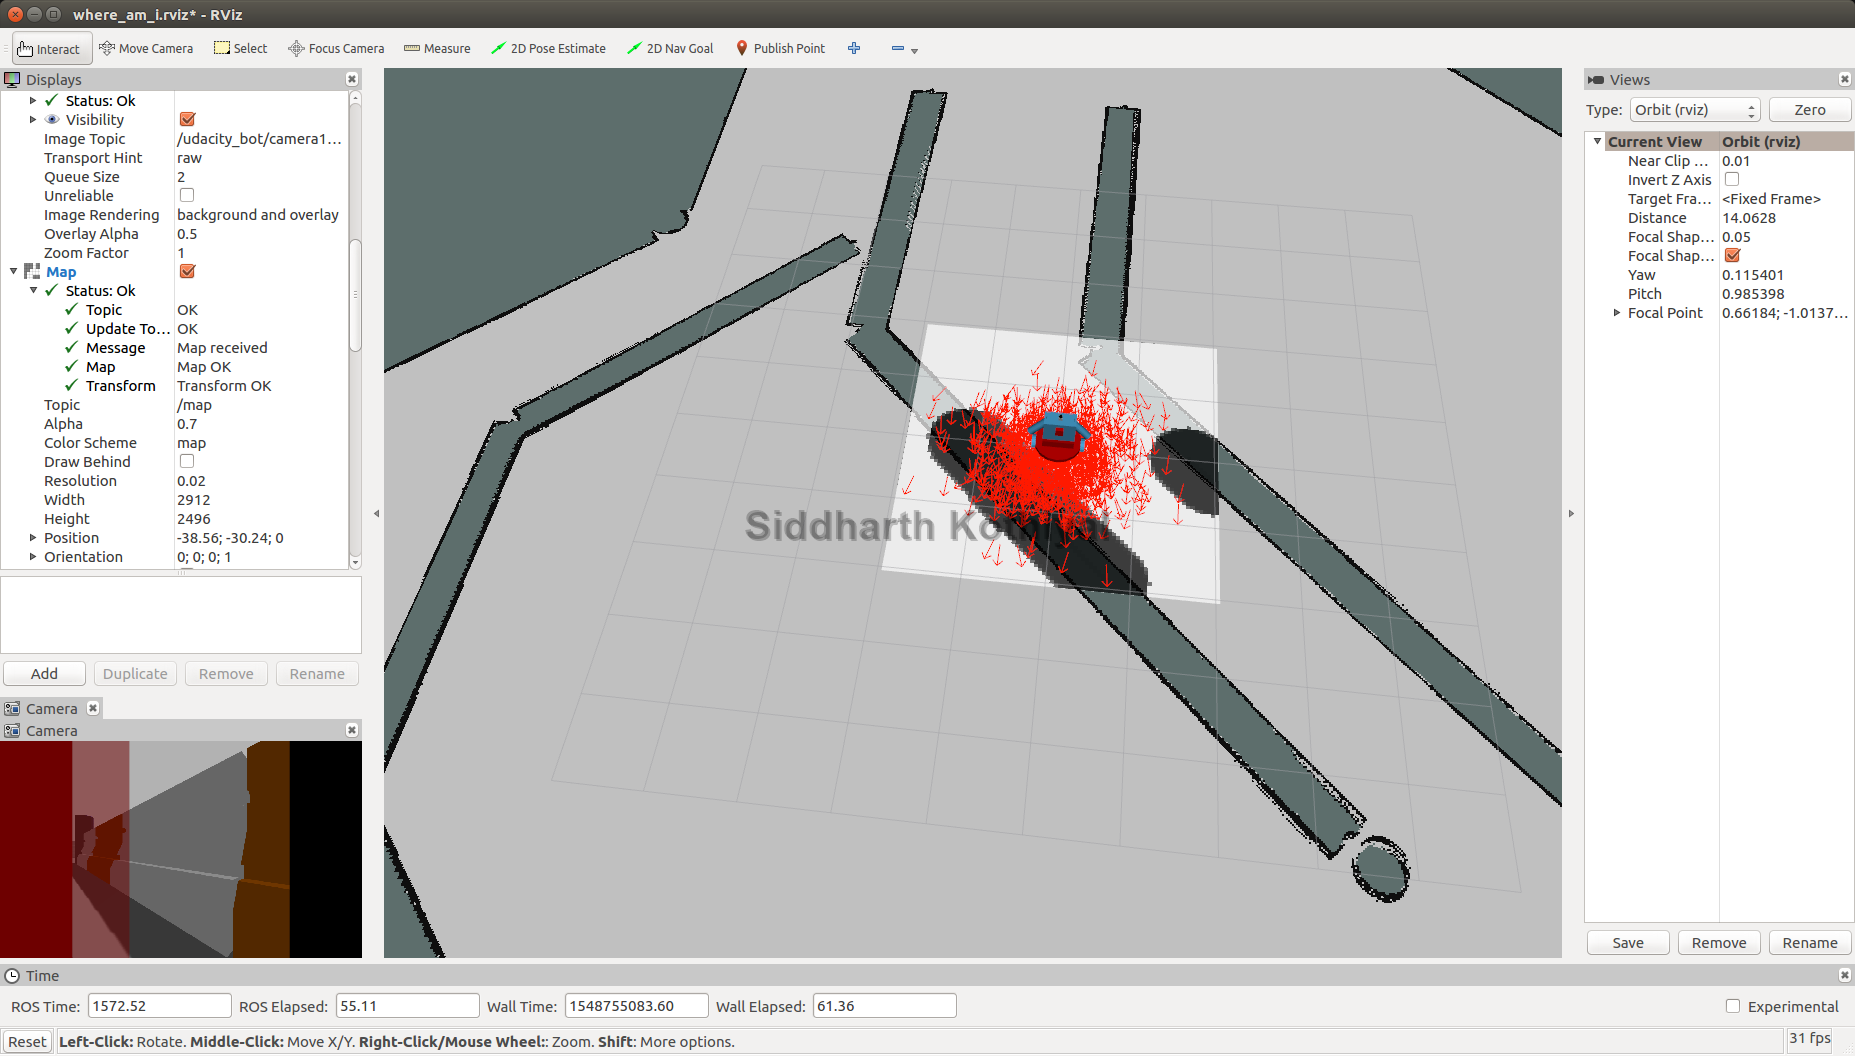 where_am_i.rviz* - RViz
Interact Move Camera Select Focus Camera Measure 2D Pose Estimate 2D Nav Goal Publish Point
Displays
Status: Ok
Visibility
Image Topic /udacity_bot/camera1...
Transport Hint raw
Queue Size 2
Unreliable
Image Rendering background and overlay
Overlay Alpha 0.5
Zoom Factor 1
Map
Status: Ok
Topic OK
Update To... OK
Message Map received
Map Map OK
Transform Transform OK
Topic /map
Alpha 0.7
Color Scheme map
Draw Behind
Resolution 0.02
Width 2912
Height 2496
Position -38.56; -30.24; 0
Orientation 0; 0; 0; 1
Add Duplicate Remove Rename
Camera
Camera
Siddharth
Views
Type: Orbit (rviz) Zero
Current View Orbit (rviz)
Near Clip ... 0.01
Invert Z Axis
Target Fra... <Fixed Frame>
Distance 14.0628
Focal Shap... 0.05
Focal Shap...
Yaw 0.115401
Pitch 0.985398
Focal Point 0.66184; -1.0137...
Save Remove Rename
Time
ROS Time: 1572.52 ROS Elapsed: 55.11 Wall Time: 1548755083.60 Wall Elapsed: 61.36 Experimental
Reset Left-Click: Rotate. Middle-Click: Move X/Y. Right-Click/Mouse Wheel:: Zoom. Shift: More options. 31 fps